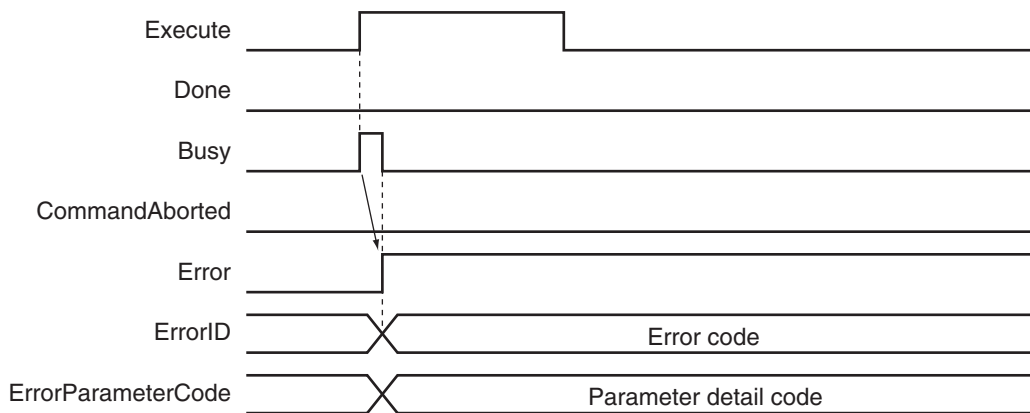 Execute
Done
Busy
CommandAborted
Error
ErrorID
Error code
ErrorParameterCode
Parameter detail code